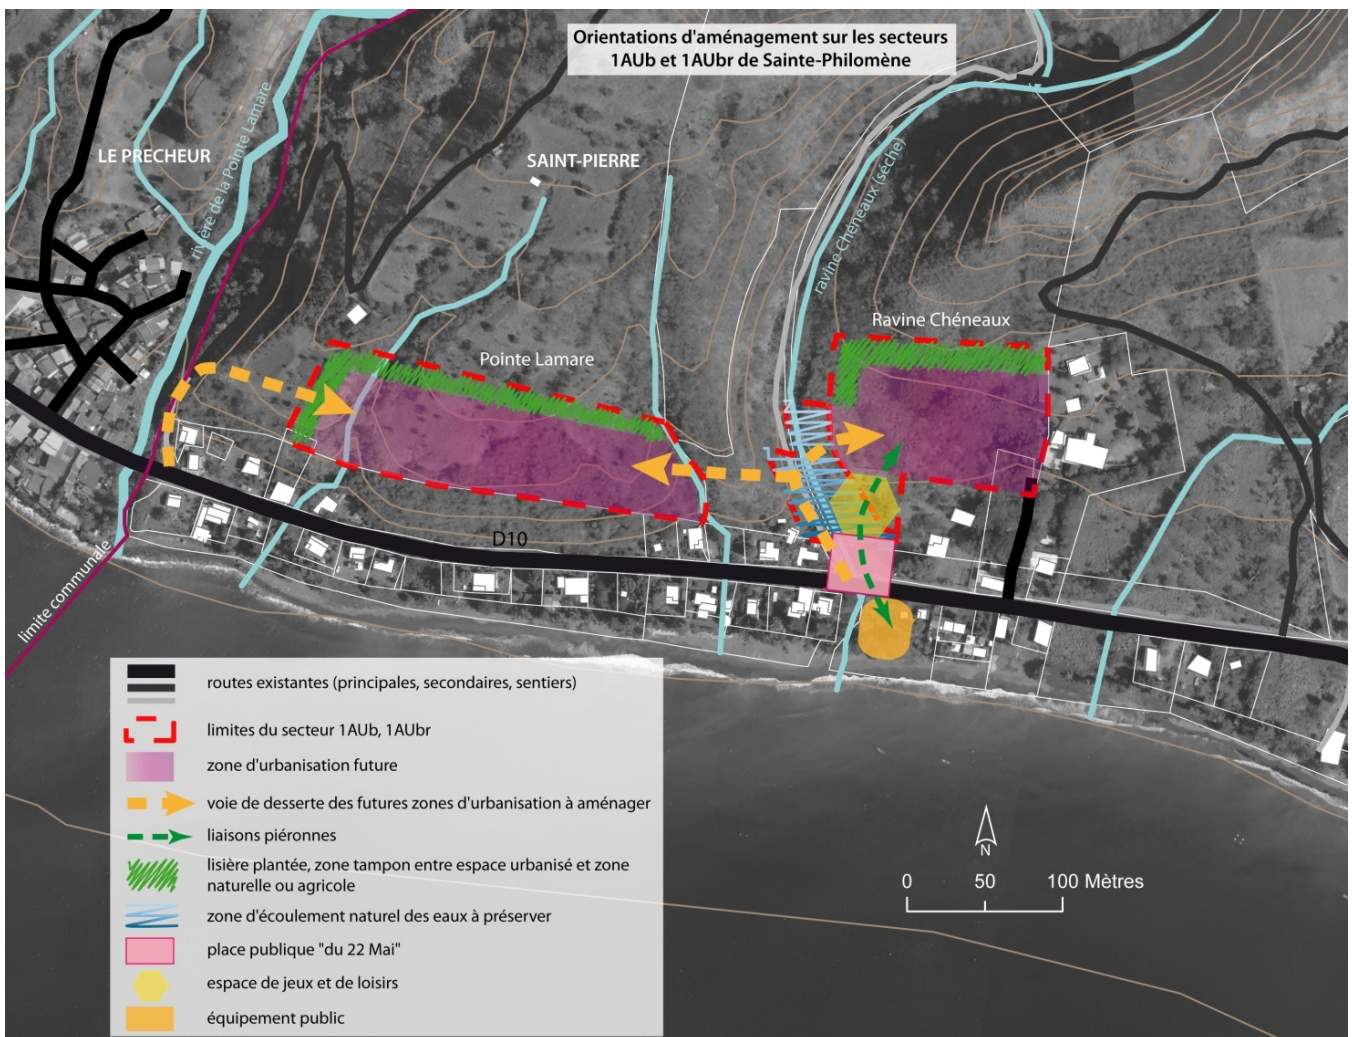 Orientations d'aménagement sur les secteurs
1AUb et 1AUbr de Sainte-Philomène
LE PRECHEUR
rivière de la Pointe Lamare
SAINT-PIERRE
ravine Chéneaux (séche)
Ravine Chéneaux
Pointe Lamare
D10
limite communale
routes existantes (principales, secondaires, sentiers)
limites du secteur 1AUb, 1AUbr
zone d'urbanisation future
voie de desserte des futures zones d'urbanisation à aménager
liaisons piéronnes
lisière plantée, zone tampon entre espace urbanisé et zone
naturelle ou agricole
zone d'écoulement naturel des eaux à préserver
place publique "du 22 Mai"
espace de jeux et de loisirs
équipement public
N
0 50 100 Mètres